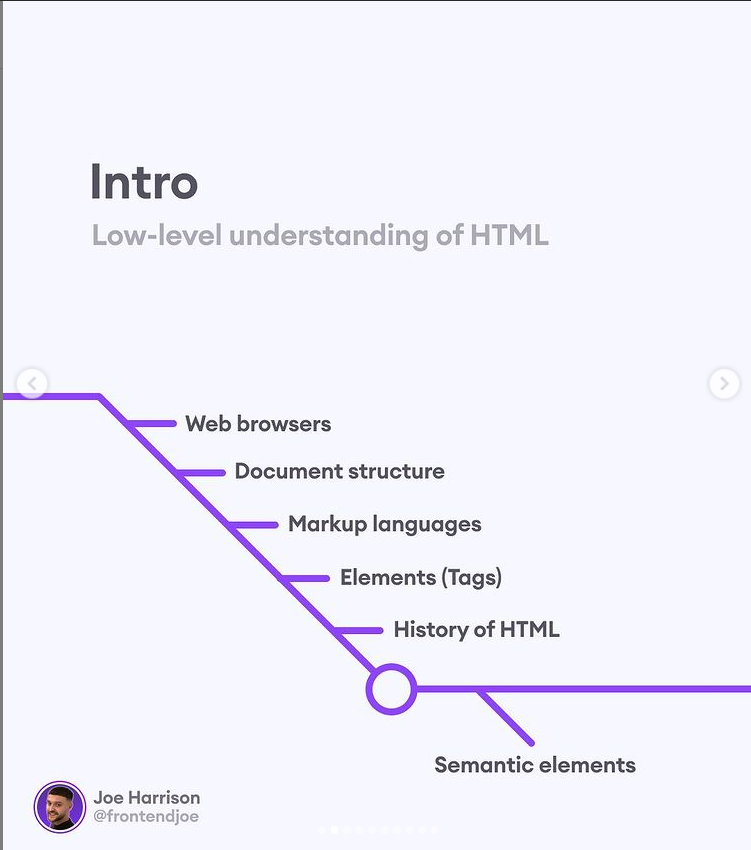 Intro
Low-level understanding of HTML
Web browsers
Document structure
Markup languages
Elements (Tags)
History of HTML
Semantic elements
Joe Harrison
@frontendjoe